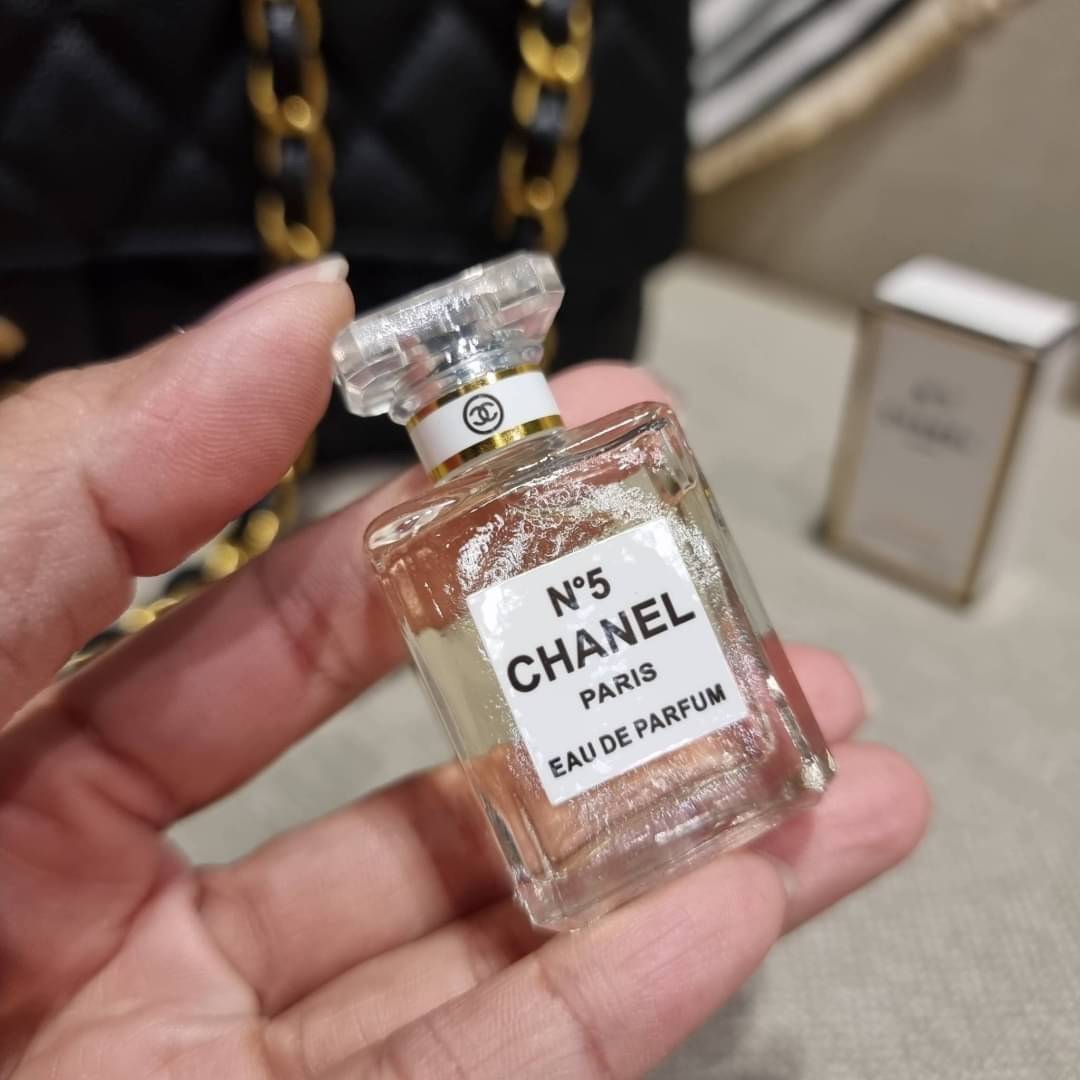 N°5
CHANEL
PARIS
EAU DE PARFUM